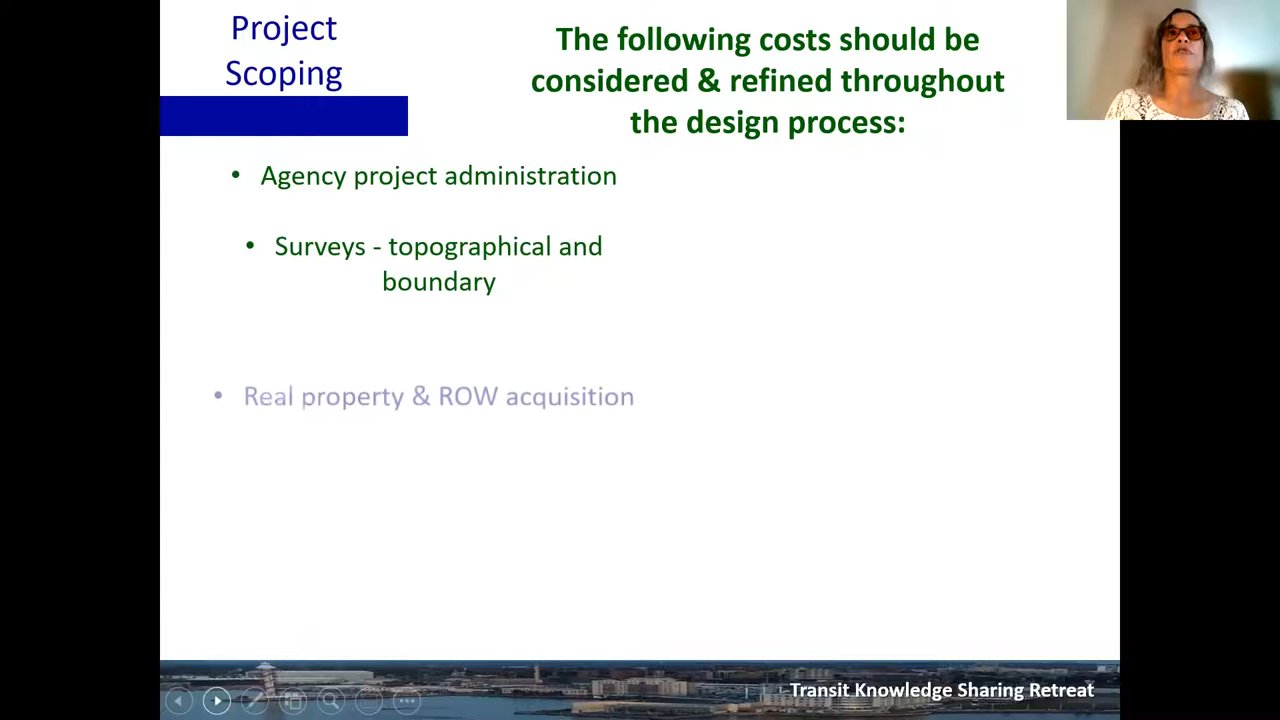 Project
Scoping
The following costs should be
considered & refined throughout
the design process:
• Agency project administration
• Surveys - topographical and
boundary
• Real property & ROW acquisition
Transit Knowledge Sharing Retreat